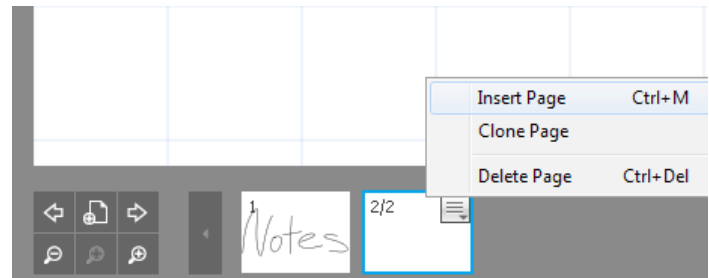 Insert Page Ctrl+M
Clone Page
Delete Page Ctrl+Del
1
Notes
2/2